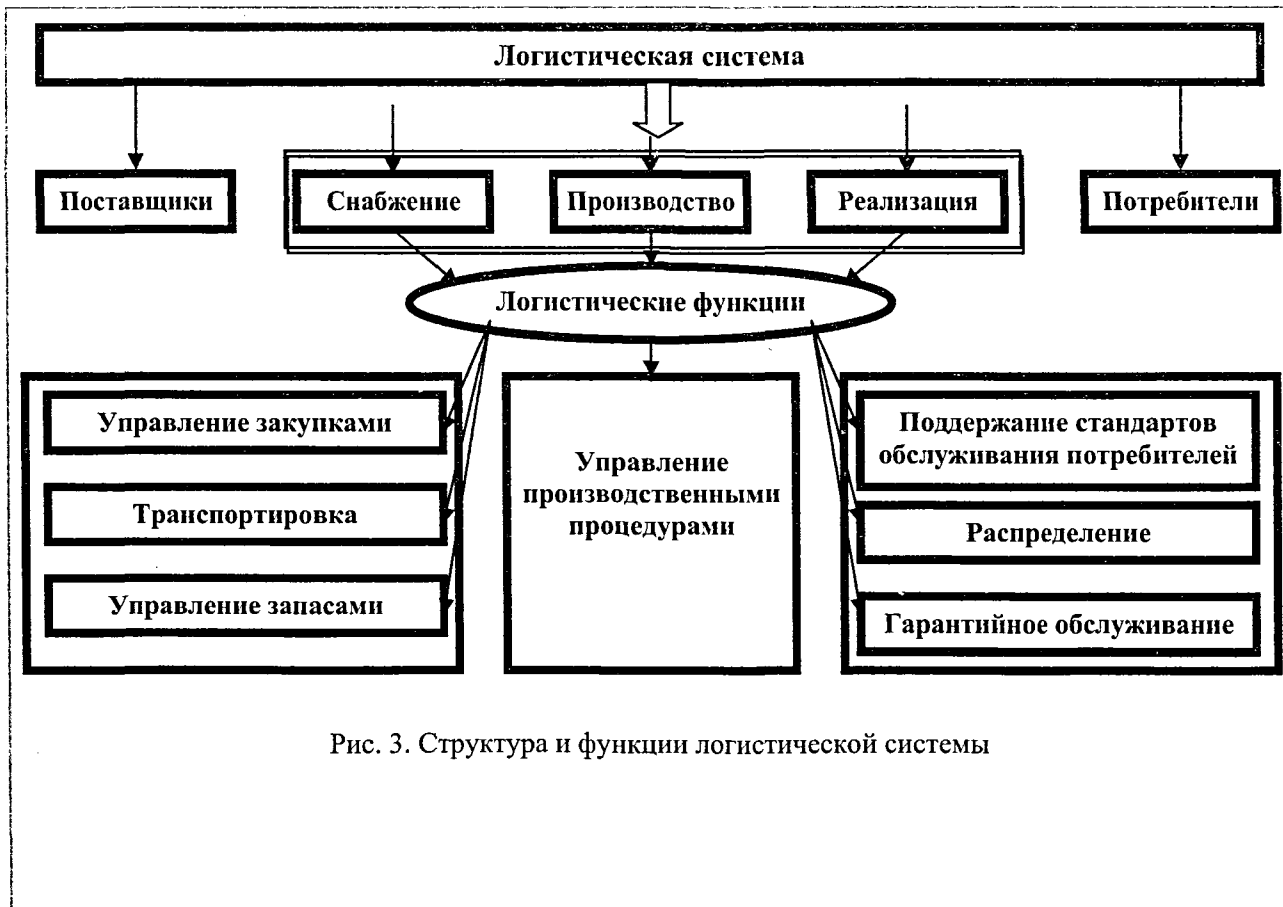 Логистическая система
Поставщики
Снабжение
Производство
Реализация
Потребители
Логистические функции
Управление закупками
Транспортировка
Управление запасами
Управление
производственными
процедурами
Поддержание стандартов
обслуживания потребителей
Распределение
Гарантийное обслуживание
Рис. 3. Структура и функции логистической системы